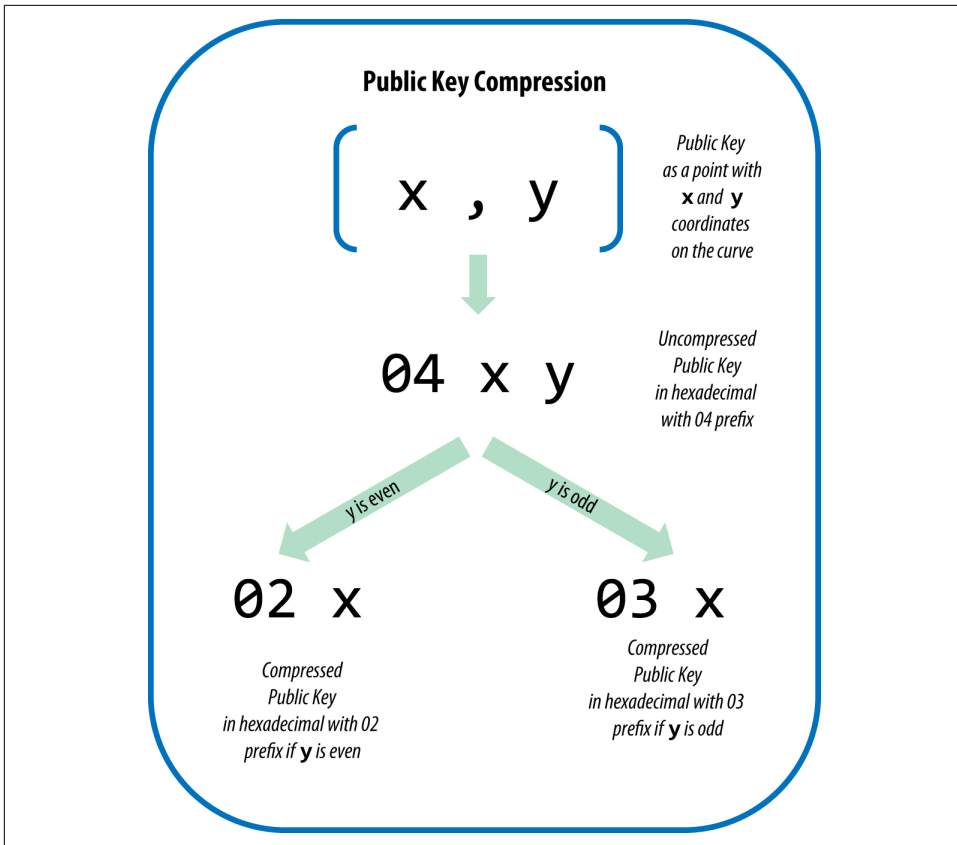 Public Key Compression
x , y
Public Key
as a point with
x and y
coordinates
on the curve
04 x y
Uncompressed
Public Key
in hexadecimal
with 04 prefix
y is even
y is odd
02 x
03 x
Compressed
Public Key
in hexadecimal with 02
prefix if y is even
Compressed
Public Key
in hexadecimal with 03
prefix if y is odd